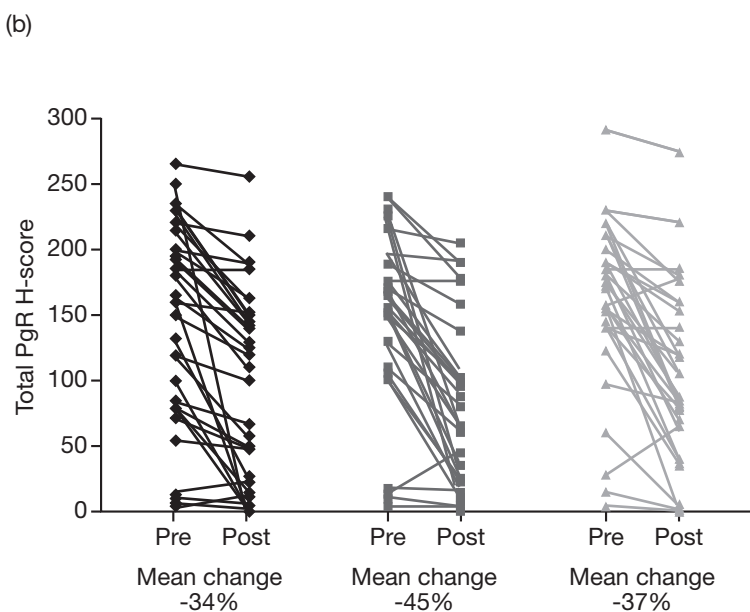 (b)
Total PgR H-score
300
250
200
150
100
50
0
Pre Post Pre Post Pre Post
Mean change Mean change Mean change
-34% -45% -37%